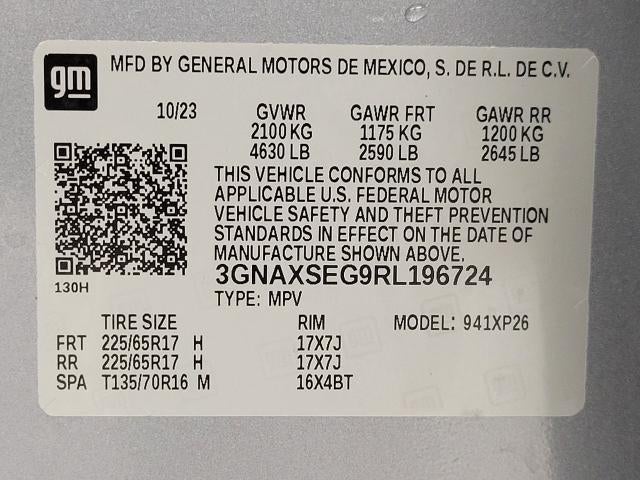 gm
MFD BY GENERAL MOTORS DE MEXICO, S. DE R.L. DE C.V.
10/23 GVWR GAWR FRT GAWR RR
2100 KG 1175 KG 1200 KG
4630 LB 2590 LB 2645 LB
THIS VEHICLE CONFORMS TO ALL
APPLICABLE U.S. FEDERAL MOTOR
VEHICLE SAFETY AND THEFT PREVENTION
STANDARDS IN EFFECT ON THE DATE OF
MANUFACTURE SHOWN ABOVE.
3GNAXSEG9RL196724
130H
TYPE: MPV
TIRE SIZE RIM MODEL: 941XP26
FRT 225/65R17 H 17X7J
RR 225/65R17 H 17X7J
SPA T135/70R16 M 16X4BT